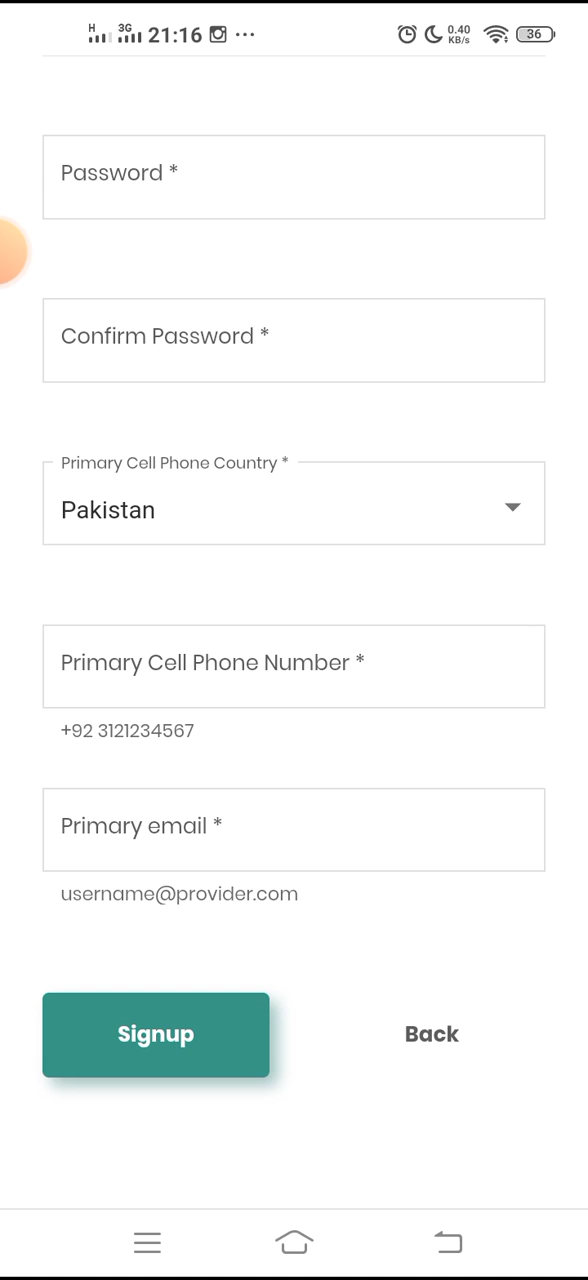 H 3G 21:16 ... 0.40 KB/s 36
Password *
Confirm Password *
Primary Cell Phone Country *
Pakistan
Primary Cell Phone Number *
+92 3121234567
Primary email *
username@provider.com
Signup Back